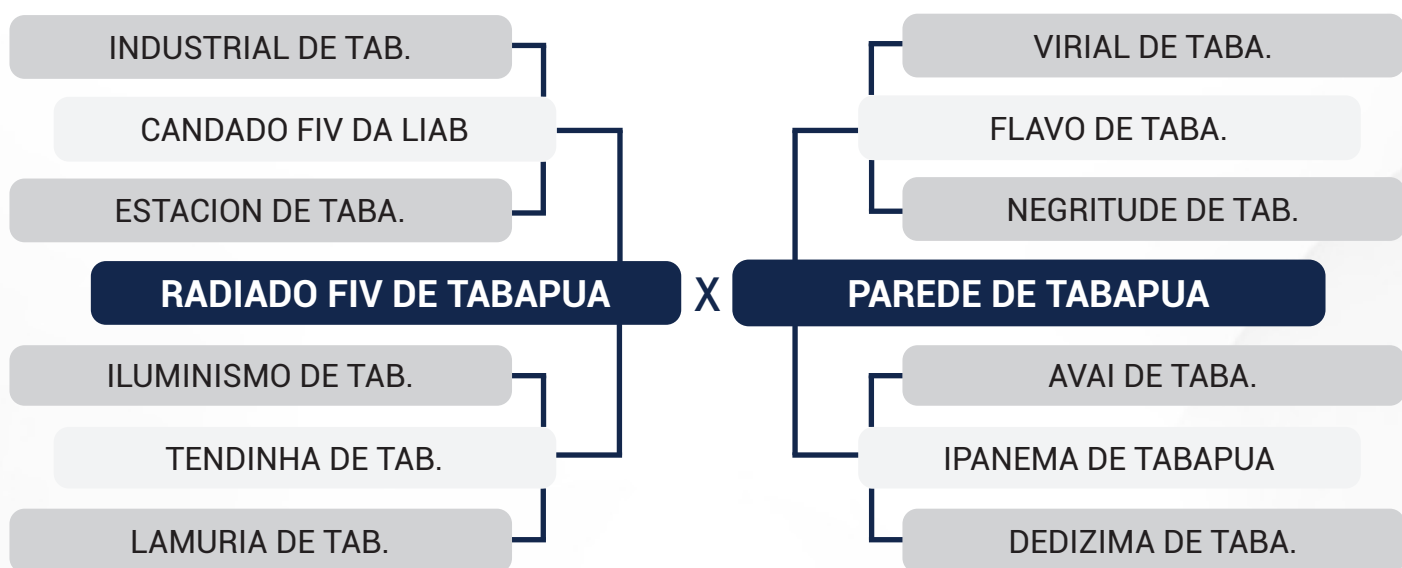 INDUSTRIAL DE TAB.
CANDADO FIV DA LIAB
ESTACION DE TABA.
RADIADO FIV DE TABAPUA
ILUMINISMO DE TAB.
TENDINHA DE TAB.
LAMURIA DE TAB.
X
VIRIAL DE TABA.
FLAVO DE TABA.
NEGRITUDE DE TAB.
PAREDE DE TABAPUA
AVAI DE TABA.
IPANEMA DE TABAPUA
DEDIZIMA DE TABA.